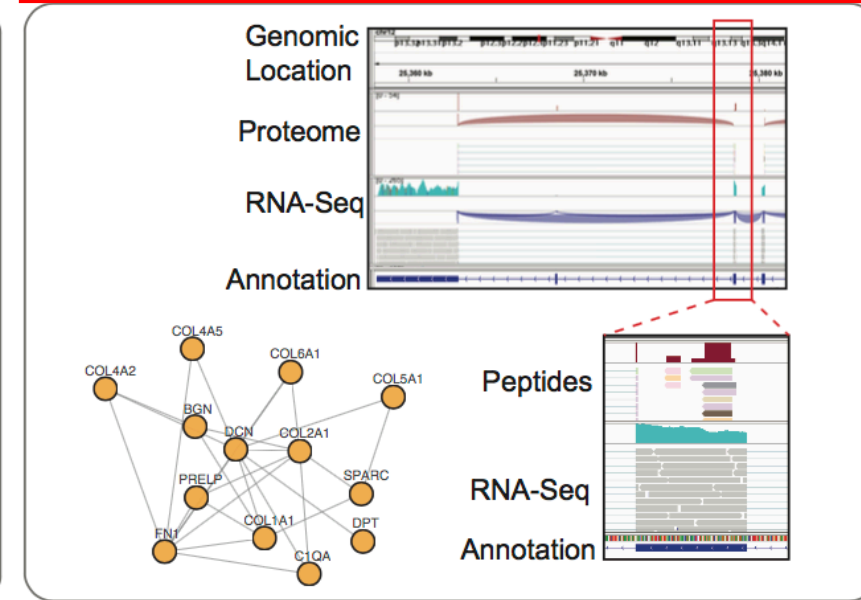 Genomic
Location
chr12
25,360 kb
25,370 kb
25,380 kb
Proteome
RNA-Seq
Annotation
COL4A5
COL4A2
COL6A1
COL5A1
BGN
DCN
COL2A1
PRELP
SPARC
FN1
COL1A1
DPT
C1QA
Peptides
RNA-Seq
Annotation